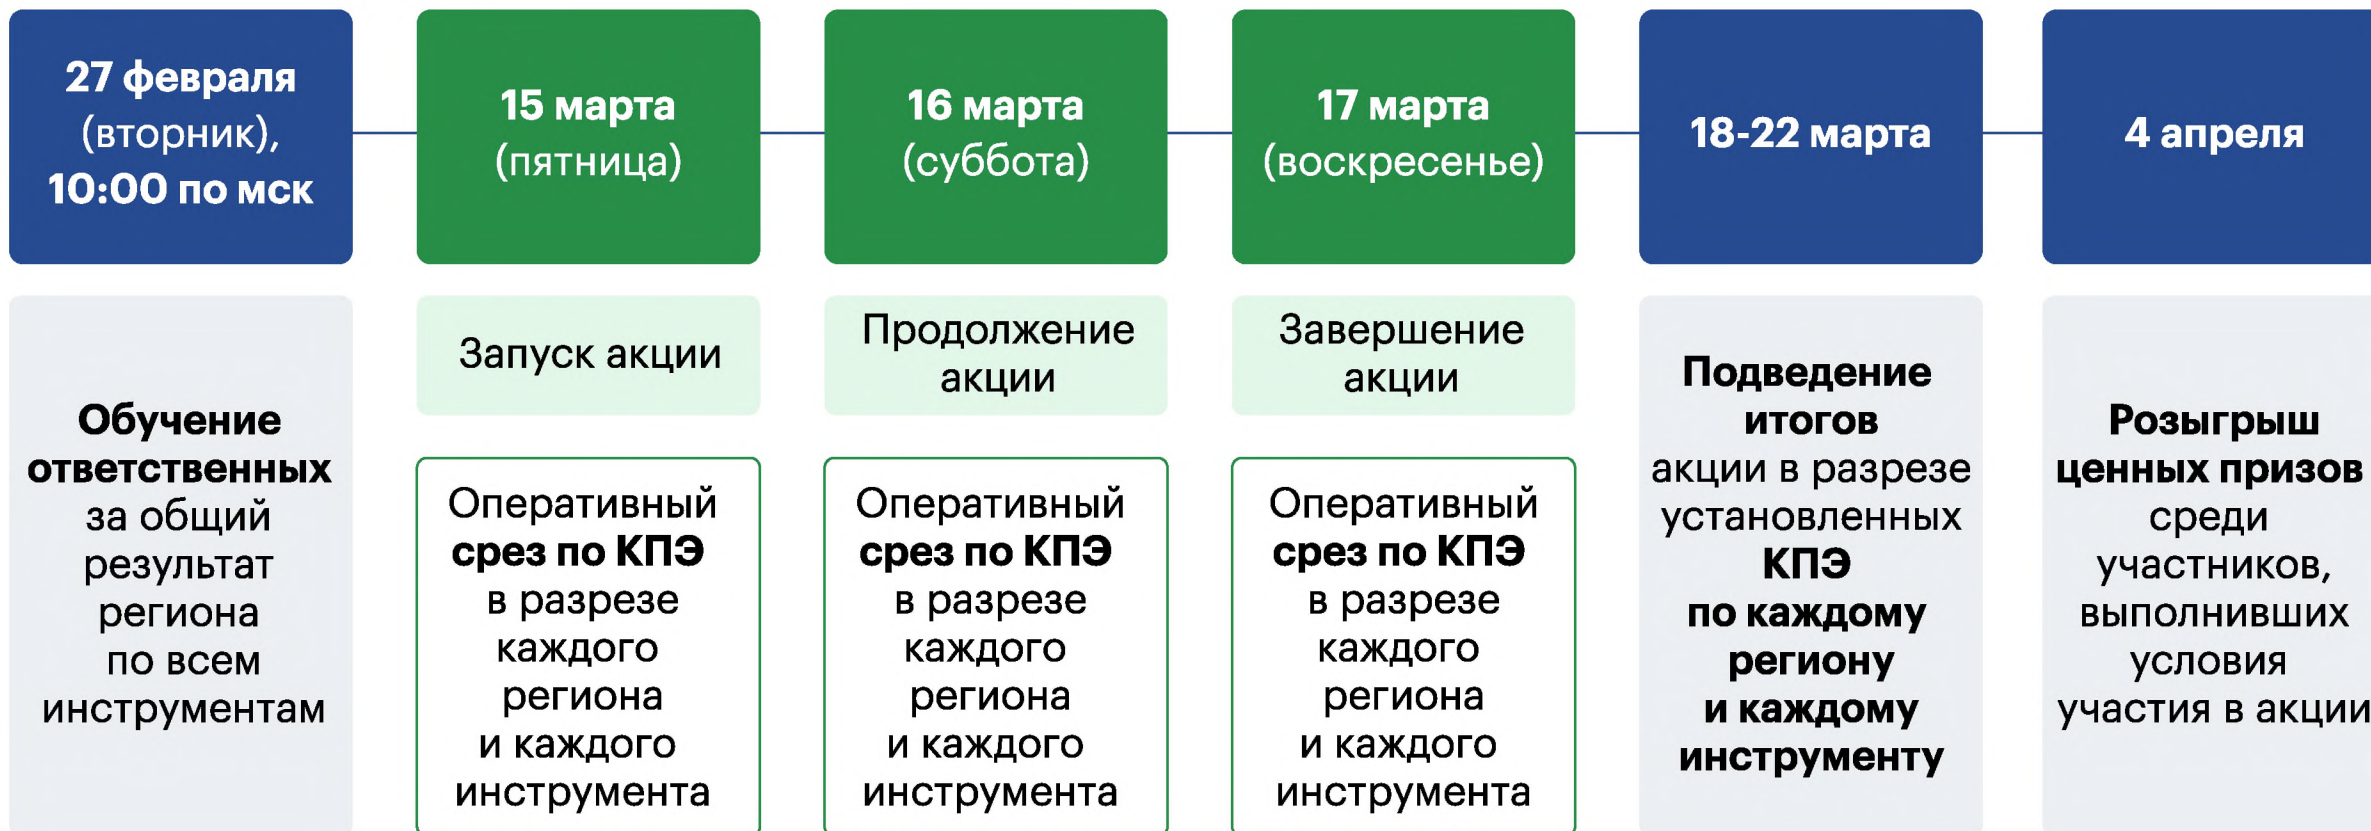 27 февраля
(вторник),
10:00 по мск
15 марта
(пятница)
16 марта
(суббота)
17 марта
(воскресенье)
18-22 марта
4 апреля
Обучение
ответственных
за общий
результат
региона
по всем
инструментам
Запуск акции
Оперативный
срез по КПЭ
в разрезе
каждого
региона
и каждого
инструмента
Продолжение
акции
Оперативный
срез по КПЭ
в разрезе
каждого
региона
и каждого
инструмента
Завершение
акции
Оперативный
срез по КПЭ
в разрезе
каждого
региона
и каждого
инструмента
Подведение
итогов
акции в разрезе
установленных
КПЭ
по каждому
региону
и каждому
инструменту
Розыгрыш
ценных призов
среди
участников,
выполнивших
условия
участия в акции